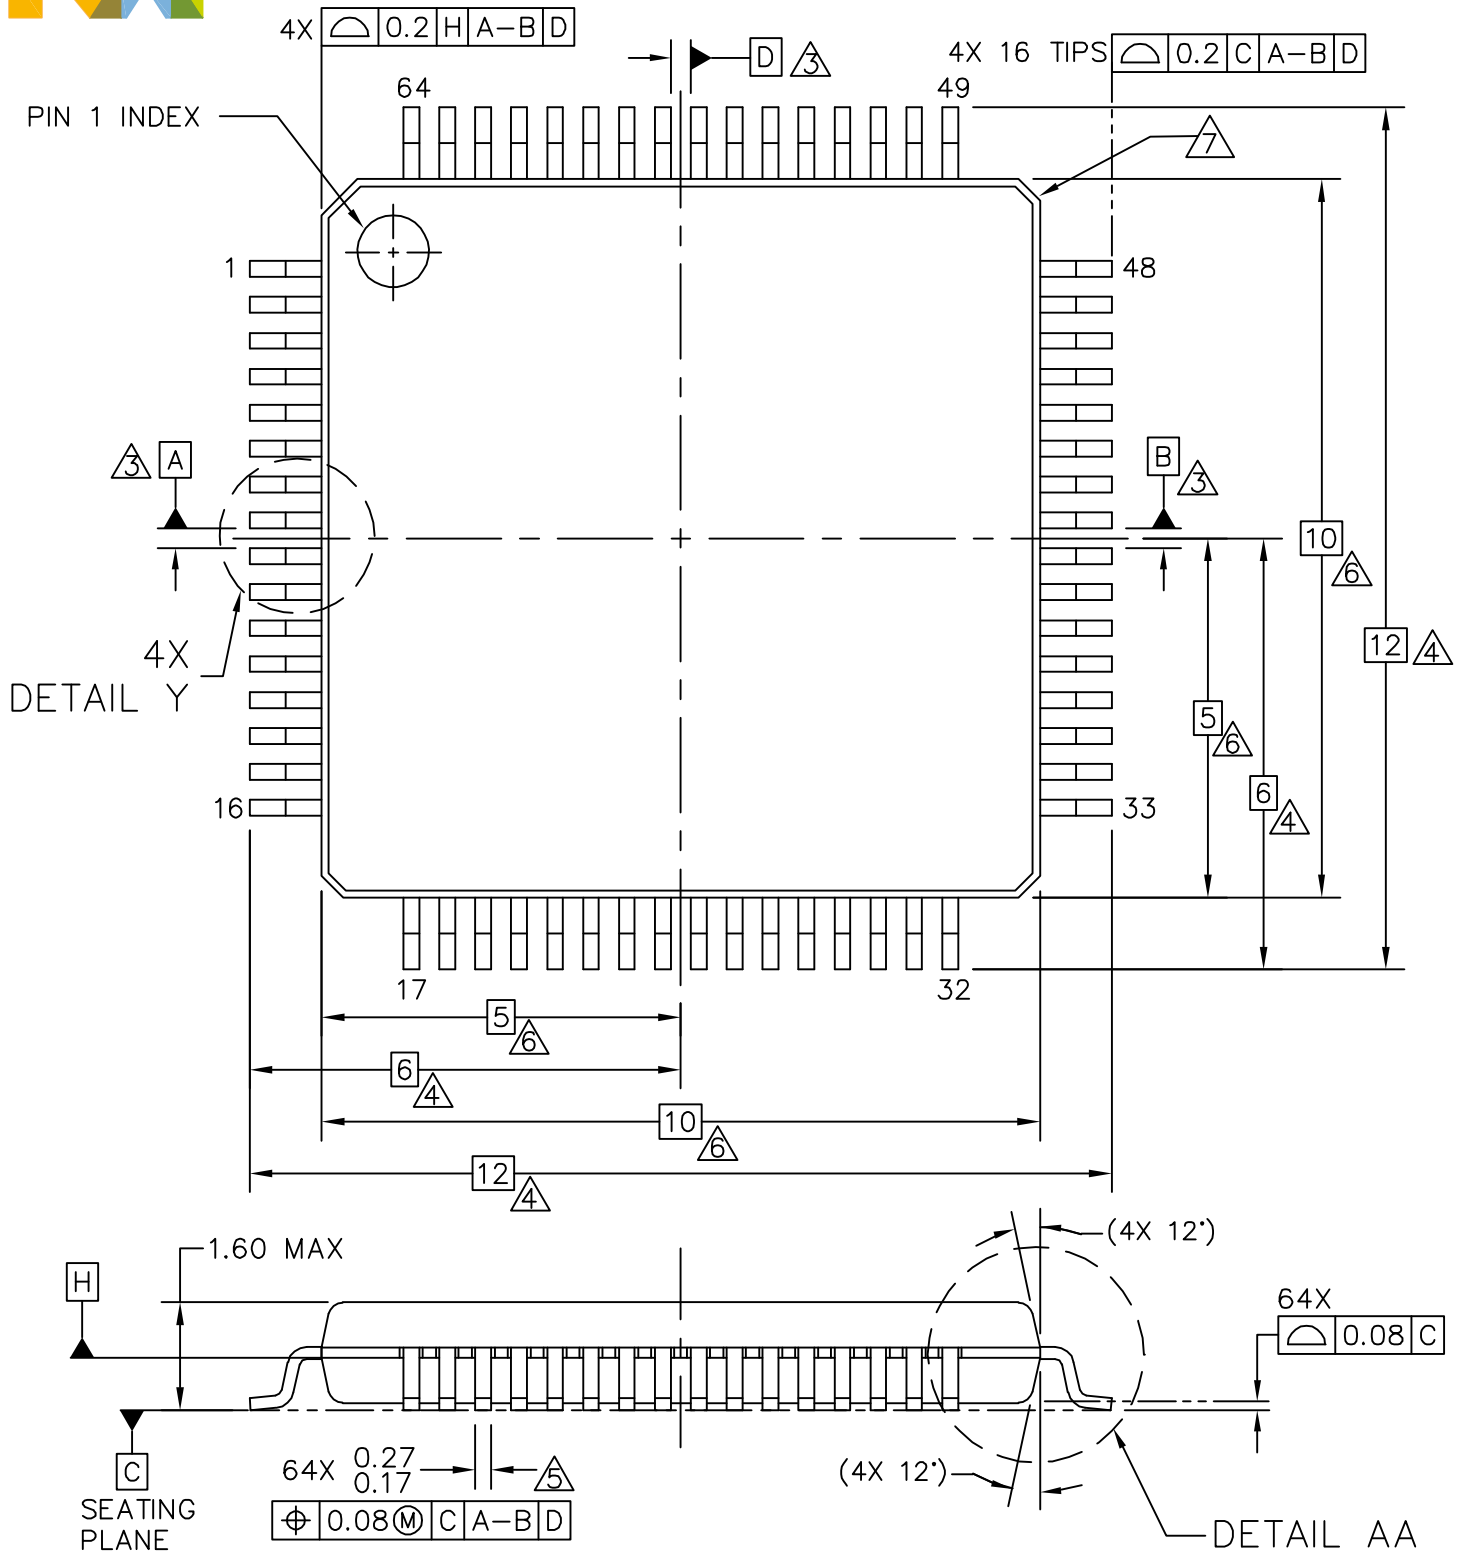 4X 0.2 H A-B D
D 3
4X 16 TIPS 0.2 C A-B D
64
49
PIN 1 INDEX
7
1
48
3 A
B 3
10 6
12 4
4X
DETAIL Y
5 6
6 4
16
33
17
32
5 6
6 4
10 6
12 4
1.60 MAX
(4X 12°)
H
64X
0.08 C
C
SEATING
PLANE
64X 0.27
0.17
5
0.08 Ⓜ C A-B D
(4X 12°)
DETAIL AA